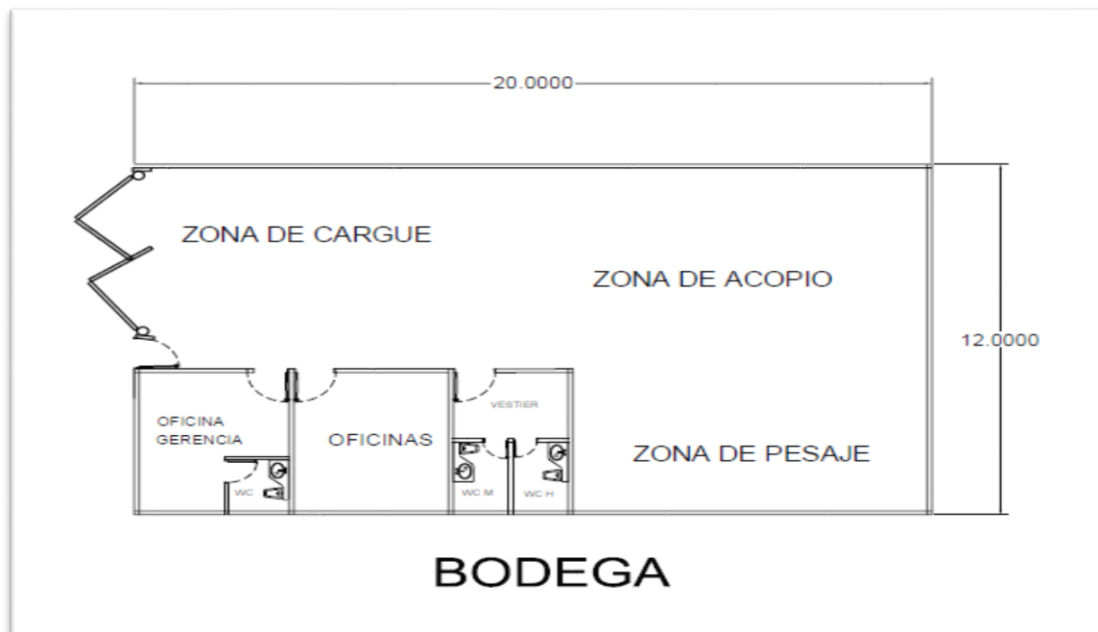 20.0000
ZONA DE CARGUE
ZONA DE ACOPIO
12.0000
OFICINA
GERENCIA
OFICINAS
VESTIER
ZONA DE PESAJE
WC
WC M
WC H
BODEGA